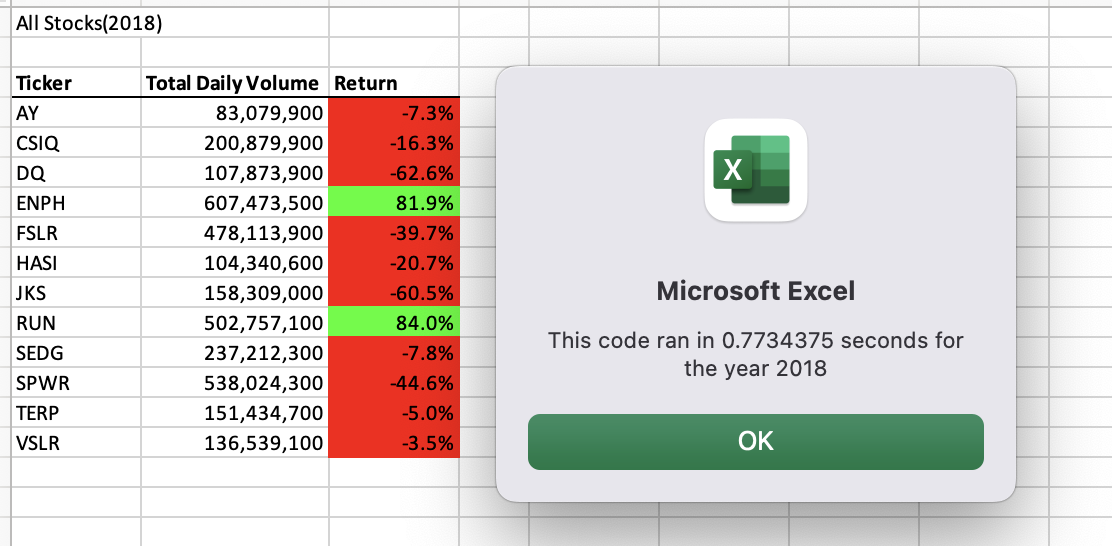 All Stocks(2018)
Ticker Total Daily Volume Return
AY 83,079,900 -7.3%
CSIQ 200,879,900 -16.3%
DQ 107,873,900 -62.6%
ENPH 607,473,500 81.9%
FSLR 478,113,900 -39.7%
HASI 104,340,600 -20.7%
JKS 158,309,000 -60.5%
RUN 502,757,100 84.0%
SEDG 237,212,300 -7.8%
SPWR 538,024,300 -44.6%
TERP 151,434,700 -5.0%
VSLR 136,539,100 -3.5%
X
Microsoft Excel
This code ran in 0.7734375 seconds for
the year 2018
OK